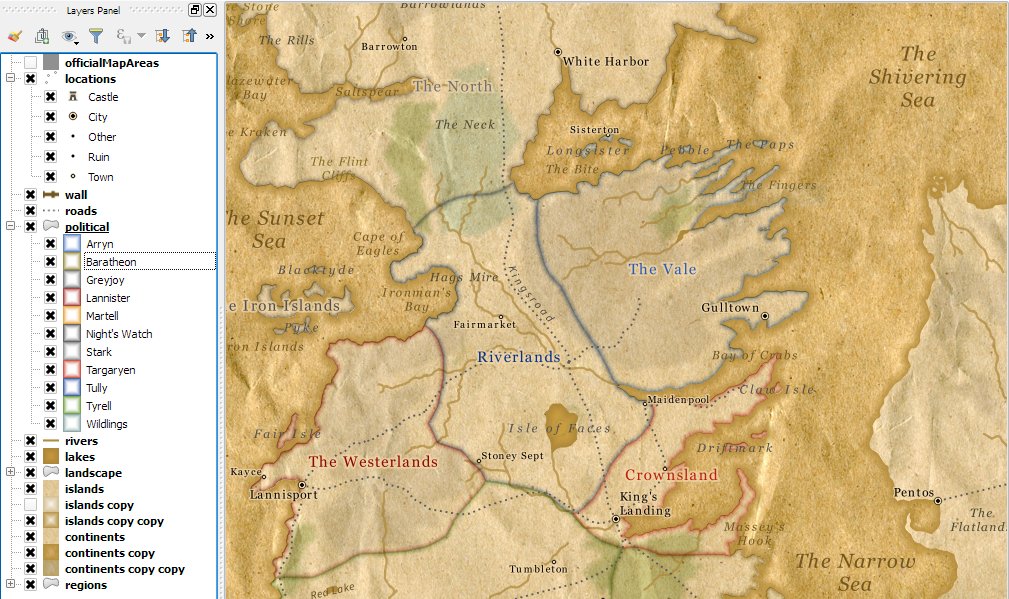 Layers Panel
officialMapAreas
locations
Castle
City
Other
Ruin
Town
wall
roads
political
Arryn
Baratheon
Greyjoy
Lannister
Martell
Night's Watch
Stark
Targaryen
Tully
Tyrell
Wildlings
rivers
lakes
landscape
islands
islands copy
islands copy copy
continents
continents copy
continents copy copy
regions
Stone
Shore
Barrowlands
The Rills
Barrowton
White Harbor
The
Shivering
Sea
Bay
Saltspear
The North
Kraken
The Neck
Sisterton
Longsister
Pebble
The Paps
The Bite
The Flint
Cliffs
The Fingers
The Sunset
Sea
Cape of
Eagles
Blacktyde
Hags Mire
Kingsroad
The Vale
Iron Islands
Ironman's
Bay
Pyke
Iron Islands
Fairmarket
Gulltown
Riverlands
Bay of Crabs
Maidenpool
Claw Isle
Fair Isle
Isle of Faces
Driftmark
Stoney Sept
The Westerlands
Kayce
Lannisport
Crownsland
King's
Landing
Pentos
The
Flatland
Massey's
Hook
Tumbleton
The Narrow
Sea
Red Lake